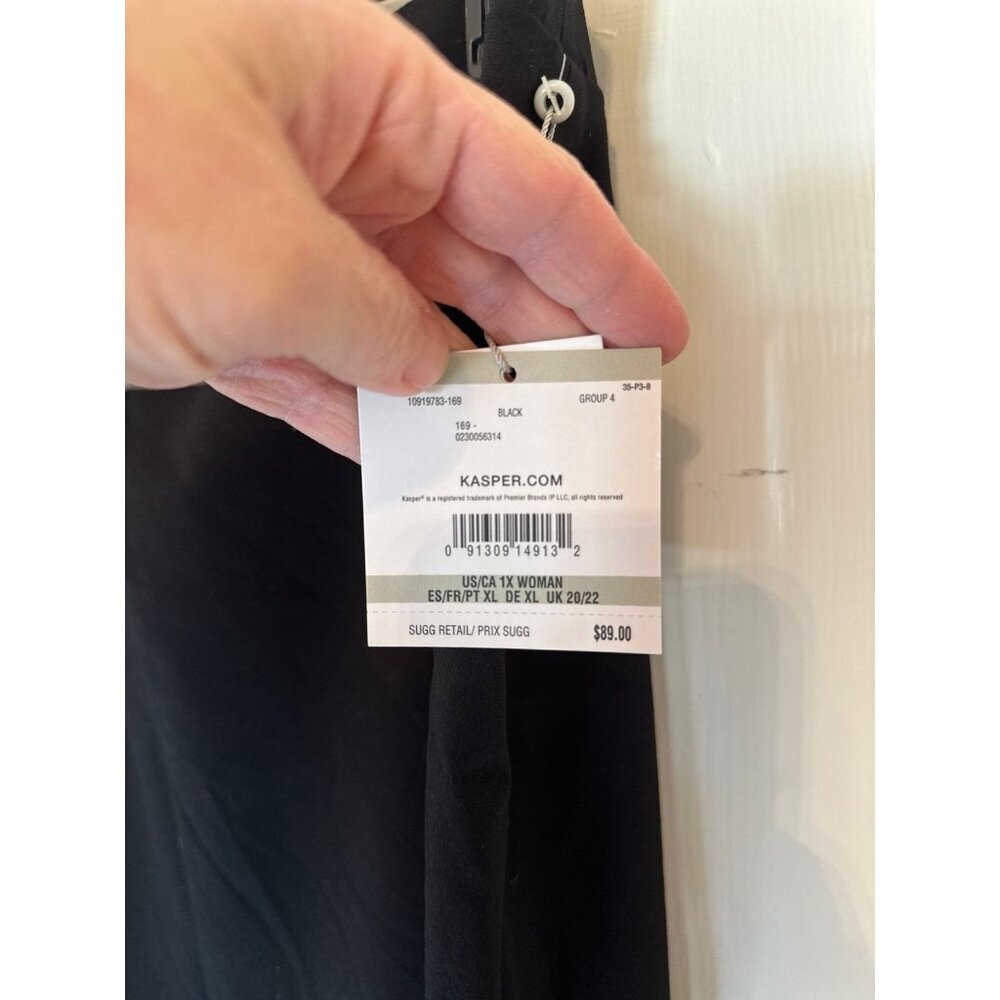 35-P3-8
10919783-169 GROUP 4
BLACK
169 -
0230056314
KASPER.COM
Kasper® is a registered trademark of Premier Brands IP LLC, all rights reserved
0 91309 14913 2
US/CA 1X WOMAN
ES/FR/PT XL DE XL UK 20/22
SUGG RETAIL/ PRIX SUGG $89.00